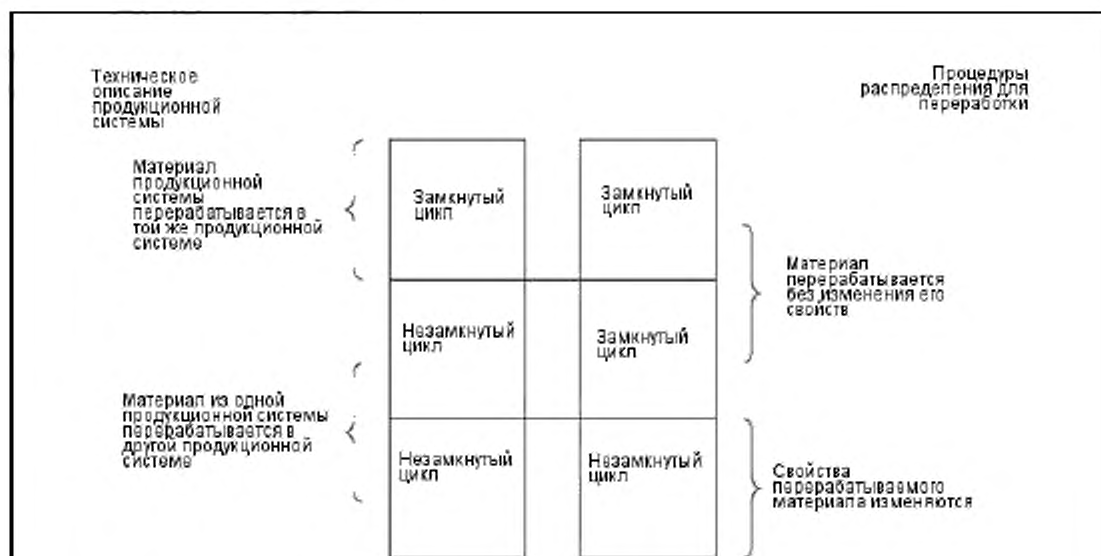 Техническое
описание
продукционной
системы
Процедуры
распределения для
переработки
Материал
продукционной
системы
перерабатывается в
той же продукционной
системе
Замкнутый
цикл
Замкнутый
цикл
Материал
перерабатывается
без изменения его
свойств
Незамкнутый
цикл
Замкнутый
цикл
Материал из одной
продукционной системы
перерабатывается в
другой продукционной
системе
Незамкнутый
цикл
Незамкнутый
цикл
Свойства
перерабатываемого
материала изменяются